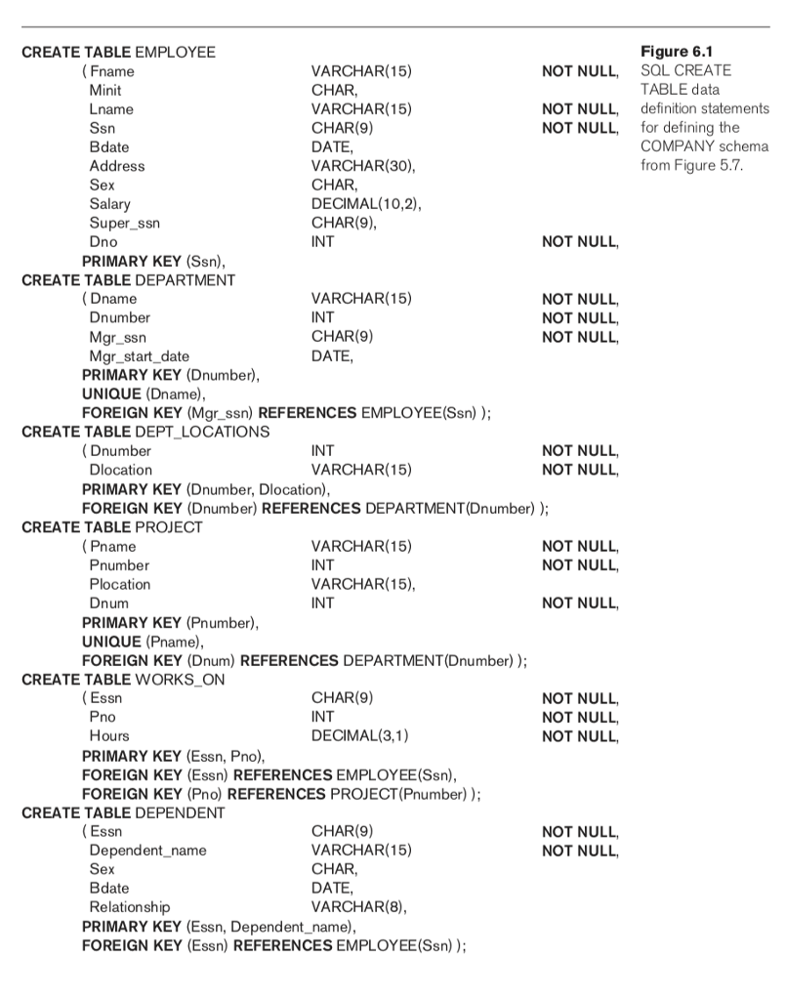 CREATE TABLE EMPLOYEE
( Fname VARCHAR(15) NOT NULL,
Minit CHAR,
Lname VARCHAR(15) NOT NULL,
Ssn CHAR(9) NOT NULL,
Bdate DATE,
Address VARCHAR(30),
Sex CHAR,
Salary DECIMAL(10,2),
Super_ssn CHAR(9),
Dno INT NOT NULL,
PRIMARY KEY (Ssn),
CREATE TABLE DEPARTMENT
( Dname VARCHAR(15) NOT NULL,
Dnumber INT NOT NULL,
Mgr_ssn CHAR(9) NOT NULL,
Mgr_start_date DATE,
PRIMARY KEY (Dnumber),
UNIQUE (Dname),
FOREIGN KEY (Mgr_ssn) REFERENCES EMPLOYEE(Ssn) );
CREATE TABLE DEPT_LOCATIONS
( Dnumber INT NOT NULL,
Dlocation VARCHAR(15) NOT NULL,
PRIMARY KEY (Dnumber, Dlocation),
FOREIGN KEY (Dnumber) REFERENCES DEPARTMENT(Dnumber) );
CREATE TABLE PROJECT
( Pname VARCHAR(15) NOT NULL,
Pnumber INT NOT NULL,
Plocation VARCHAR(15),
Dnum INT NOT NULL,
PRIMARY KEY (Pnumber),
UNIQUE (Pname),
FOREIGN KEY (Dnum) REFERENCES DEPARTMENT(Dnumber) );
CREATE TABLE WORKS_ON
( Essn CHAR(9) NOT NULL,
Pno INT NOT NULL,
Hours DECIMAL(3,1) NOT NULL,
PRIMARY KEY (Essn, Pno),
FOREIGN KEY (Essn) REFERENCES EMPLOYEE(Ssn),
FOREIGN KEY (Pno) REFERENCES PROJECT(Pnumber) );
CREATE TABLE DEPENDENT
( Essn CHAR(9) NOT NULL,
Dependent_name VARCHAR(15) NOT NULL,
Sex CHAR,
Bdate DATE,
Relationship VARCHAR(8),
PRIMARY KEY (Essn, Dependent_name),
FOREIGN KEY (Essn) REFERENCES EMPLOYEE(Ssn) );
Figure 6.1
SQL CREATE
TABLE data
definition statements
for defining the
COMPANY schema
from Figure 5.7.